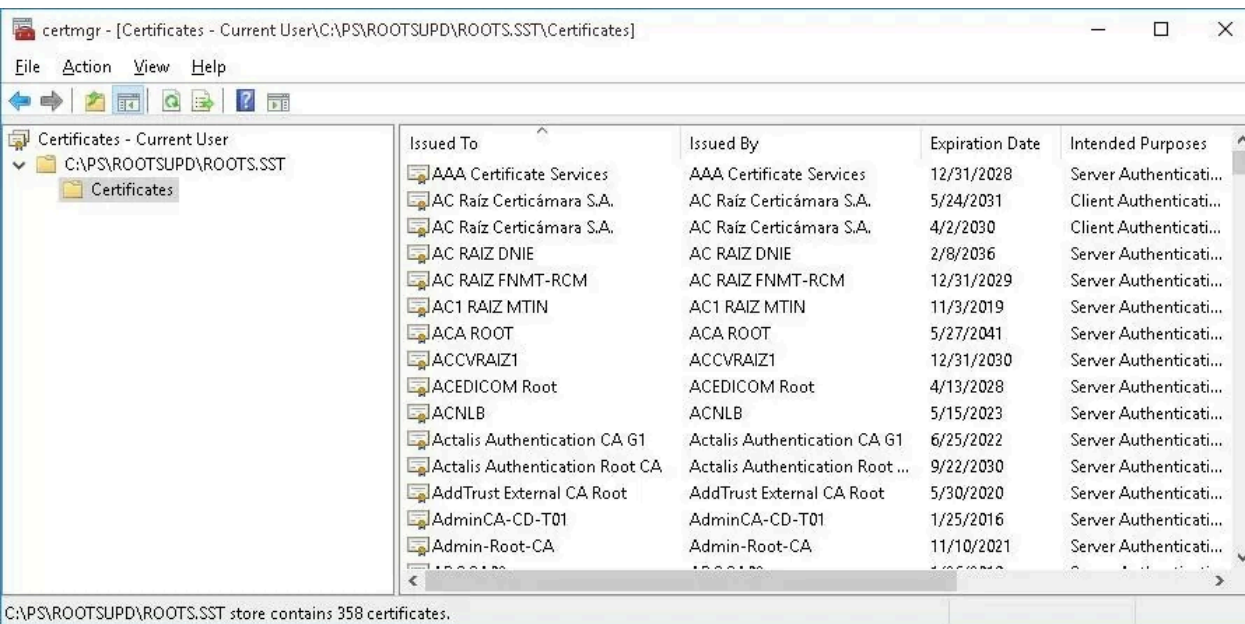 certmgr - [Certificates - Current User\C:\PS\ROOTSUPD\ROOTS.SST\Certificates]
File Action View Help
Certificates - Current User
C:\PS\ROOTSUPD\ROOTS.SST
Certificates
Issued To Issued By Expiration Date Intended Purposes
AAA Certificate Services AAA Certificate Services 12/31/2028 Server Authenticati...
AC Raíz Certicámara S.A. AC Raíz Certicámara S.A. 5/24/2031 Client Authenticati...
AC Raíz Certicámara S.A. AC Raíz Certicámara S.A. 4/2/2030 Client Authenticati...
AC RAIZ DNIE AC RAIZ DNIE 2/8/2036 Server Authenticati...
AC RAIZ FNMT-RCM AC RAIZ FNMT-RCM 12/31/2029 Server Authenticati...
AC1 RAIZ MTIN AC1 RAIZ MTIN 11/3/2019 Server Authenticati...
ACA ROOT ACA ROOT 5/27/2041 Server Authenticati...
ACCVRAIZ1 ACCVRAIZ1 12/31/2030 Server Authenticati...
ACEDICOM Root ACEDICOM Root 4/13/2028 Server Authenticati...
ACNLB ACNLB 5/15/2023 Server Authenticati...
Actalis Authentication CA G1 Actalis Authentication CA G1 6/25/2022 Server Authenticati...
Actalis Authentication Root CA Actalis Authentication Root ... 9/22/2030 Server Authenticati...
AddTrust External CA Root AddTrust External CA Root 5/30/2020 Server Authenticati...
AdminCA-CD-T01 AdminCA-CD-T01 1/25/2016 Server Authenticati...
Admin-Root-CA Admin-Root-CA 11/10/2021 Server Authenticati...
C:\PS\ROOTSUPD\ROOTS.SST store contains 358 certificates.